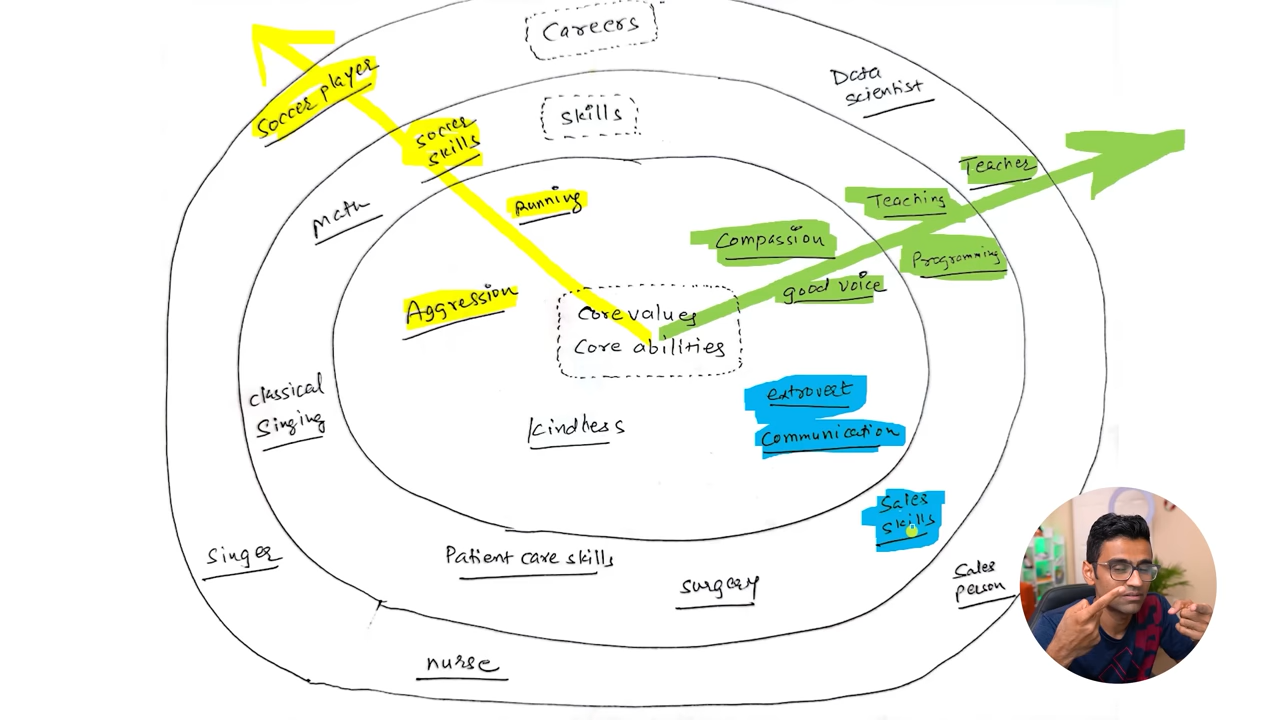 Careers
Data
scientist
Soccer player
Skills
Soccer
skills
Teacher
Running
Teaching
Math
Compassion
Programming
good voice
Aggression
Core values
Core abilities
extrovert
Classical
Singing
Kindness
Communication
Sales
skills
Singer
Patient care skills
surgery
Sales
person
nurse